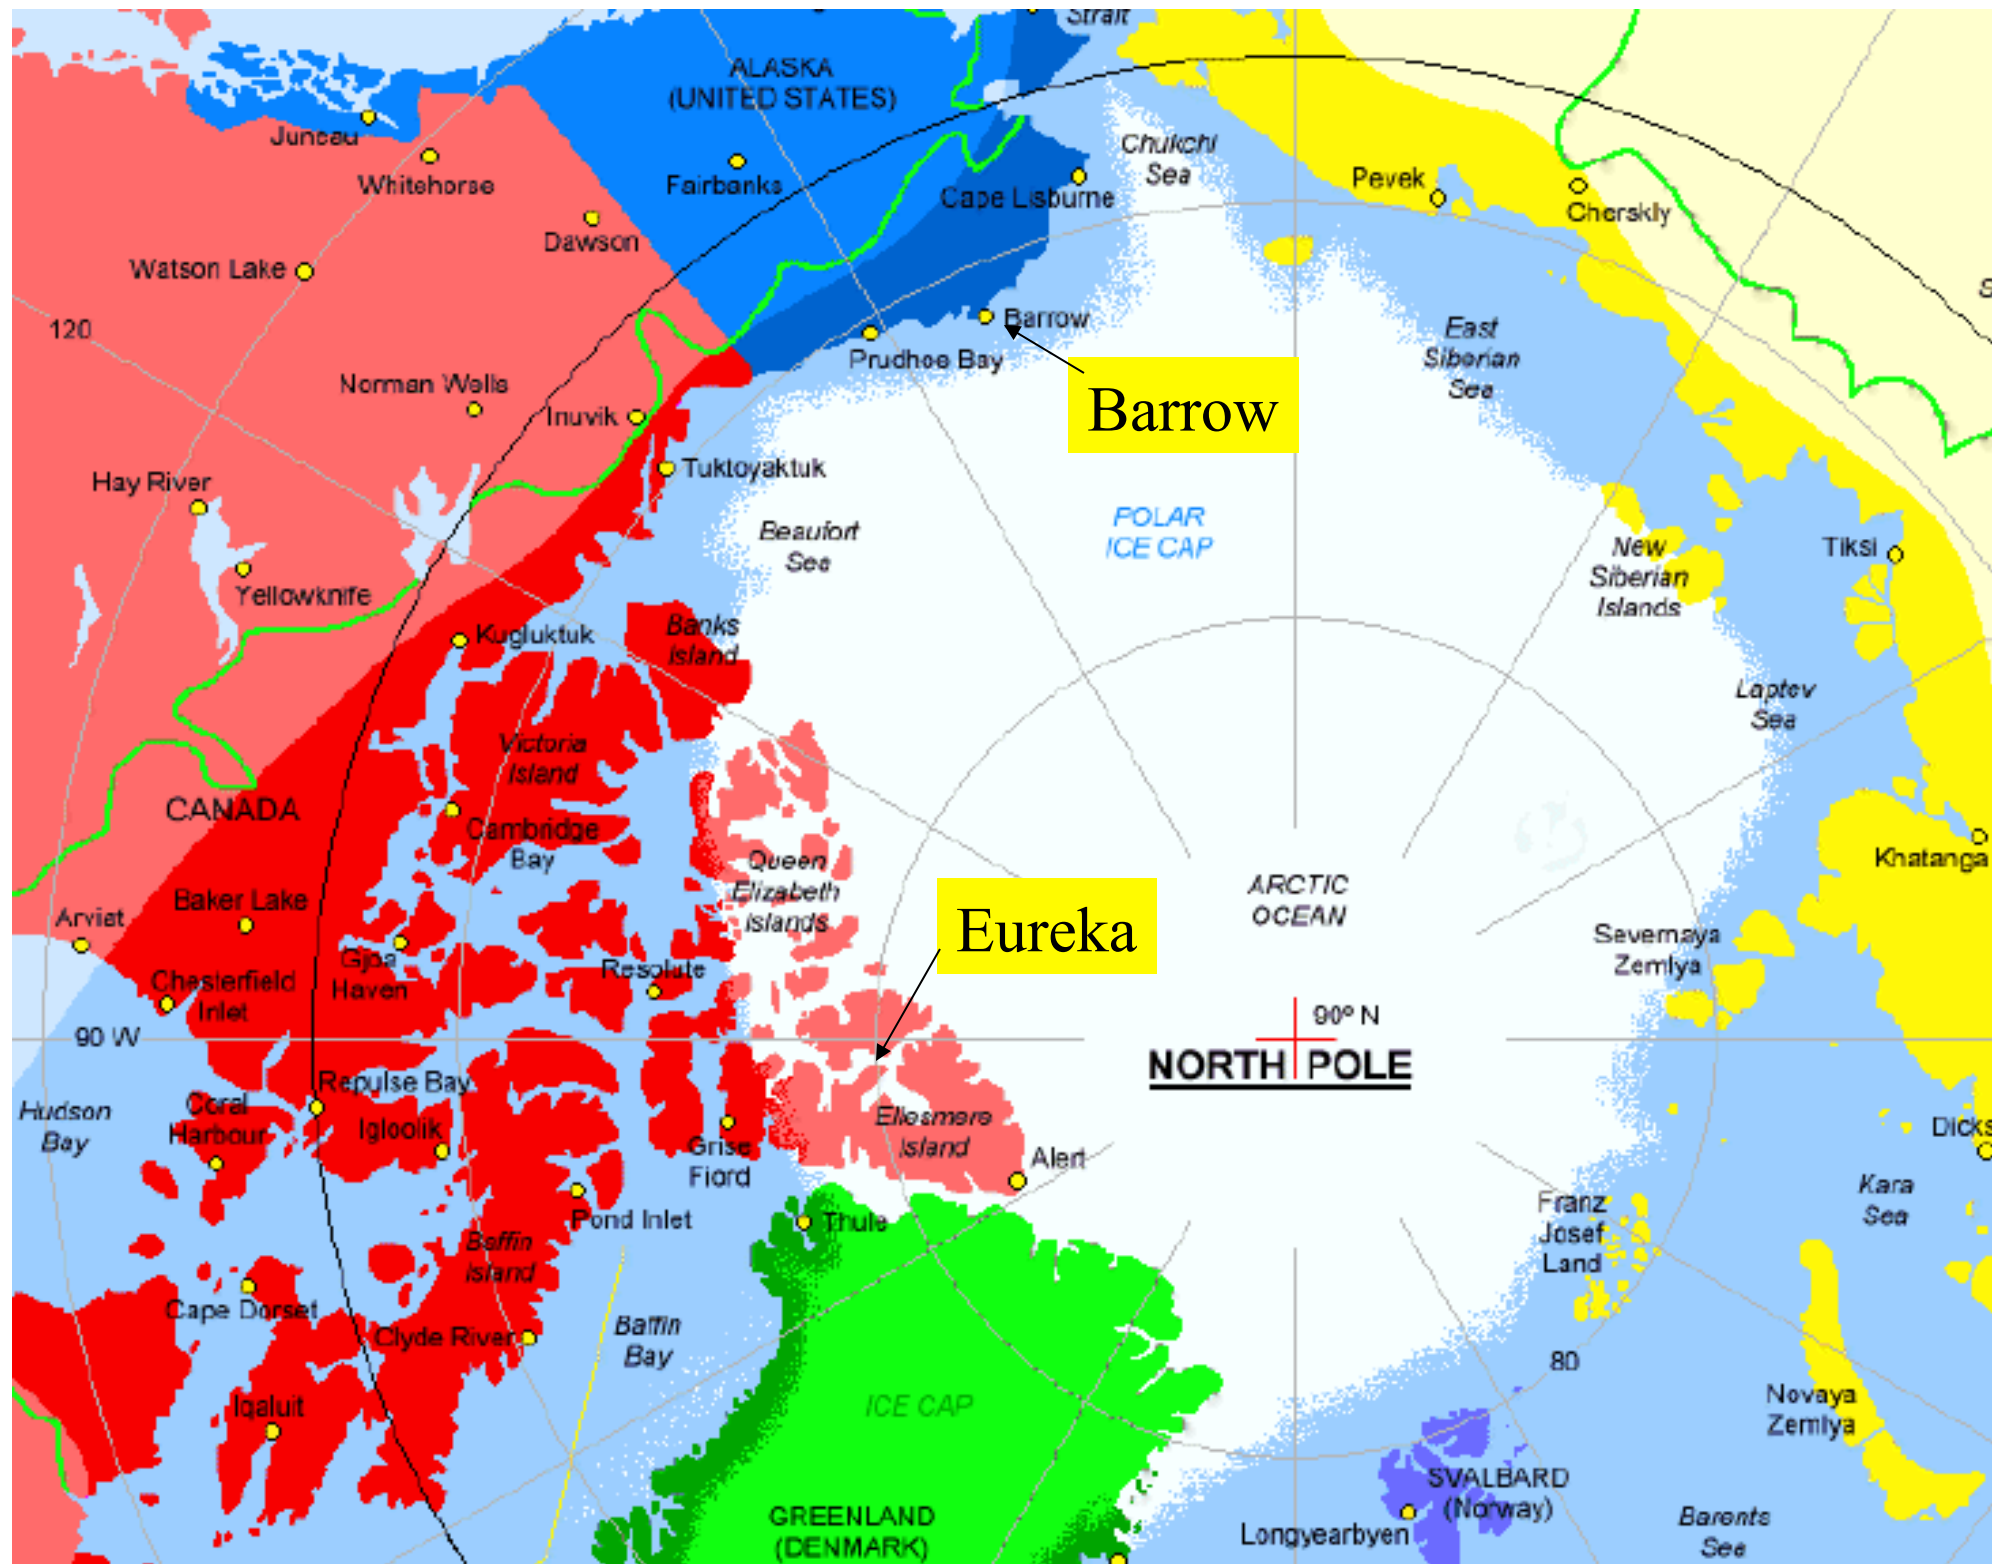 Strait
ALASKA
(UNITED STATES)
Juneau
Whitehorse
Fairbanks
Cape Lisburne
Chukchi
Sea
Pevek
Cherskly
Dawson
Watson Lake
S
120
Barrow
Prudhoe Bay
East
Siberian
Sea
Norman Wells
Inuvik
Barrow
Tuktoyaktuk
Hay River
Beaufort
Sea
POLAR
ICE CAP
New
Siberian
Islands
Tiksi
Yellowknife
Kugluktuk
Banks
Island
Laptev
Sea
Victoria
Island
CANADA
Cambridge
Bay
Queen
Elizabeth
Islands
Khatanga
ARCTIC
OCEAN
Baker Lake
Arviat
Eureka
Severnaya
Zemlya
Gjoa
Haven
Resolute
Chesterfield
Inlet
90º N
90 W
NORTH POLE
Repulse Bay
Hudson
Bay
Coral
Harbour
Igloolik
Ellesmere
Island
Dicks
Grise
Fiord
Alert
Kara
Sea
Franz
Josef
Land
Pond Inlet
Thule
Baffin
Island
Cape Dorset
Clyde River
Baffin
Bay
80
Iqaluit
ICE CAP
Novaya
Zemlya
SVALBARD
(Norway)
Longyearbyen
GREENLAND
(DENMARK)
Barents
Sea